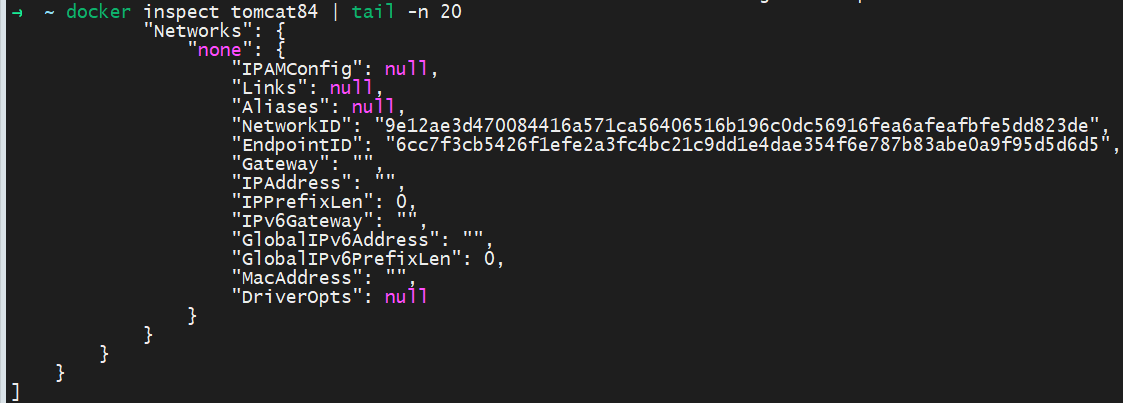 → ~ docker inspect tomcat84 | tail -n 20
"Networks": {
"none": {
"IPAMConfig": null,
"Links": null,
"Aliases": null,
"NetworkID": "9e12ae3d470084416a571ca56406516b196c0dc56916fea6afeafbfe5dd823de",
"EndpointID": "6cc7f3cb5426f1efe2a3fc4bc21c9dd1e4dae354f6e787b83abe0a9f95d5d6d5",
"Gateway": "",
"IPAddress": "",
"IPPrefixLen": 0,
"IPv6Gateway": "",
"GlobalIPv6Address": "",
"GlobalIPv6PrefixLen": 0,
"MacAddress": "",
"DriverOpts": null
}
}
}
}
]